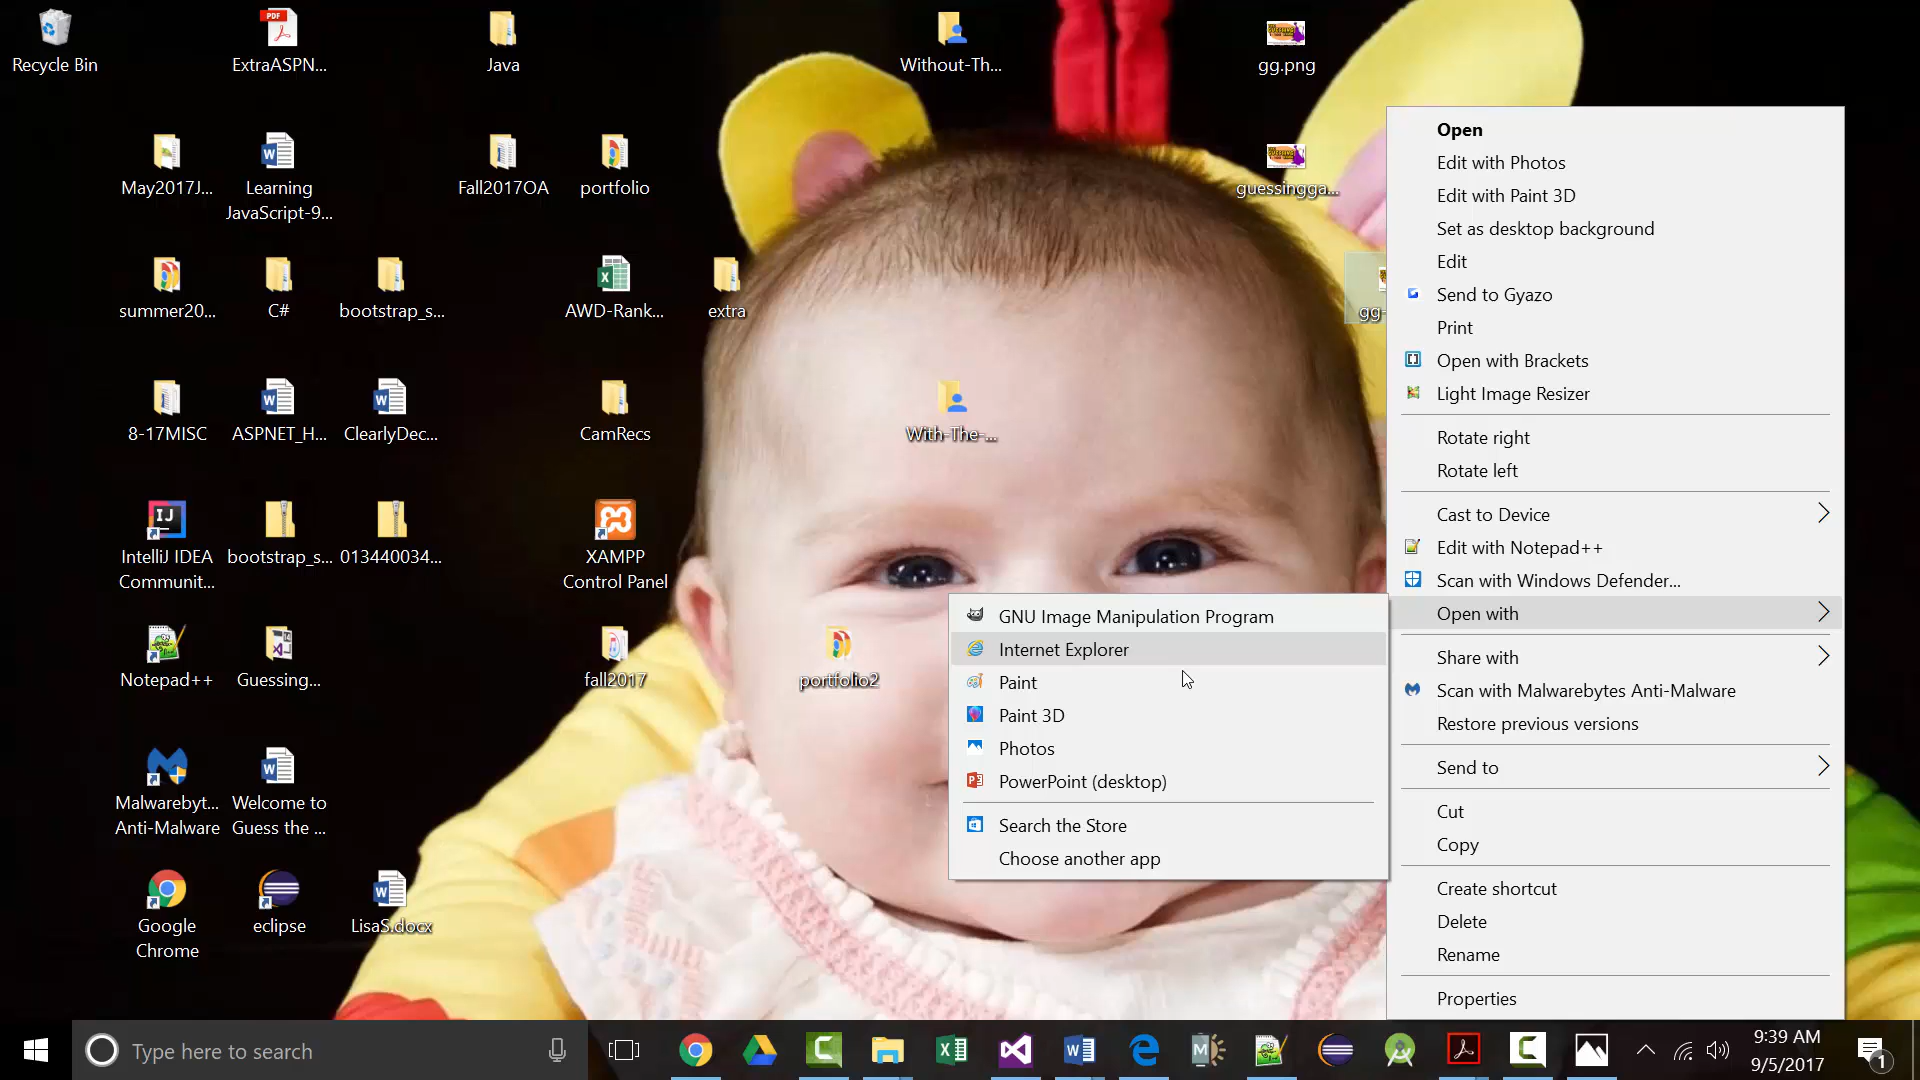 Recycle Bin
ExtraASPN...
Java
Without-Th...
gg.png
May2017J...
Learning
JavaScript-9...
Fall2017OA
portfolio
guessingga...
summer20...
C#
bootstrap_s...
AWD-Rank...
extra
gg-
8-17MISC
ASPNET_H...
ClearlyDec...
CamRecs
With-The-...
IntelliJ IDEA
Communit...
bootstrap_s...
013440034...
XAMPP
Control Panel
Notepad++
Guessing...
fall2017
portfolio2
Malwarebyt...
Anti-Malware
Welcome to
Guess the ...
Google
Chrome
eclipse
LisaS.docx
Open
Edit with Photos
Edit with Paint 3D
Set as desktop background
Edit
Send to Gyazo
Print
Open with Brackets
Light Image Resizer
Rotate right
Rotate left
Cast to Device
Edit with Notepad++
Scan with Windows Defender...
Open with
Share with
Scan with Malwarebytes Anti-Malware
Restore previous versions
Send to
Cut
Copy
Create shortcut
Delete
Rename
Properties
GNU Image Manipulation Program
Internet Explorer
Paint
Paint 3D
Photos
PowerPoint (desktop)
Search the Store
Choose another app
Type here to search
9:39 AM
9/5/2017
1